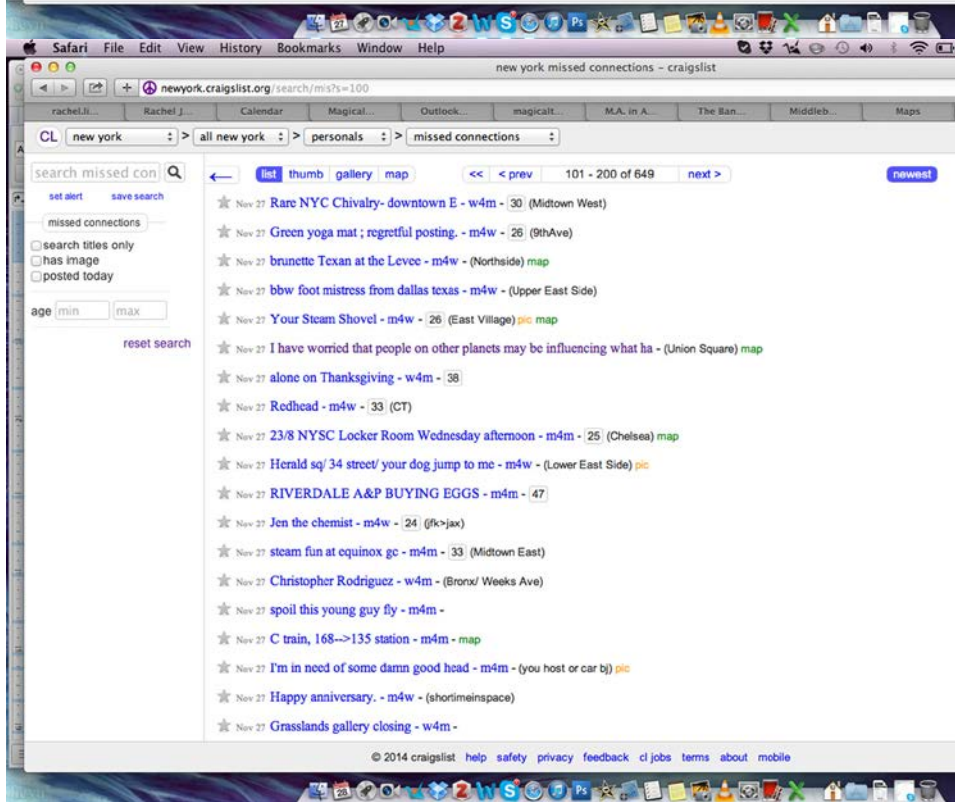 Safari File Edit View History Bookmarks Window Help
new york missed connections – craigslist
newyork.craigslist.org/search/mis?s=100
rachel.li... Rachel J... Calendar Magical... Outlook... magicalt... M.A. in A... The Ban... Middleb... Maps
CL new york > all new york > personals > missed connections
search missed con
set alert save search
missed connections
search titles only
has image
posted today
age min max
reset search
← list thumb gallery map << < prev 101 - 200 of 649 next > newest
Nov 27 Rare NYC Chivalry- downtown E - w4m - 30 (Midtown West)
Nov 27 Green yoga mat ; regretful posting. - m4w - 26 (9thAve)
Nov 27 brunette Texan at the Levee - m4w - (Northside) map
Nov 27 bbw foot mistress from dallas texas - m4w - (Upper East Side)
Nov 27 Your Steam Shovel - m4w - 26 (East Village) pic map
Nov 27 I have worried that people on other planets may be influencing what ha - (Union Square) map
Nov 27 alone on Thanksgiving - w4m - 38
Nov 27 Redhead - m4w - 33 (CT)
Nov 27 23/8 NYSC Locker Room Wednesday afternoon - m4m - 25 (Chelsea) map
Nov 27 Herald sq/ 34 street/ your dog jump to me - m4w - (Lower East Side) pic
Nov 27 RIVERDALE A&P BUYING EGGS - m4m - 47
Nov 27 Jen the chemist - m4w - 24 (jfk>jax)
Nov 27 steam fun at equinox gc - m4m - 33 (Midtown East)
Nov 27 Christopher Rodriguez - w4m - (Bronx/ Weeks Ave)
Nov 27 spoil this young guy fly - m4m -
Nov 27 C train, 168-->135 station - m4m - map
Nov 27 I'm in need of some damn good head - m4m - (you host or car bj) pic
Nov 27 Happy anniversary. - m4w - (shortimeinspace)
Nov 27 Grasslands gallery closing - w4m -
© 2014 craigslist help safety privacy feedback cl jobs terms about mobile